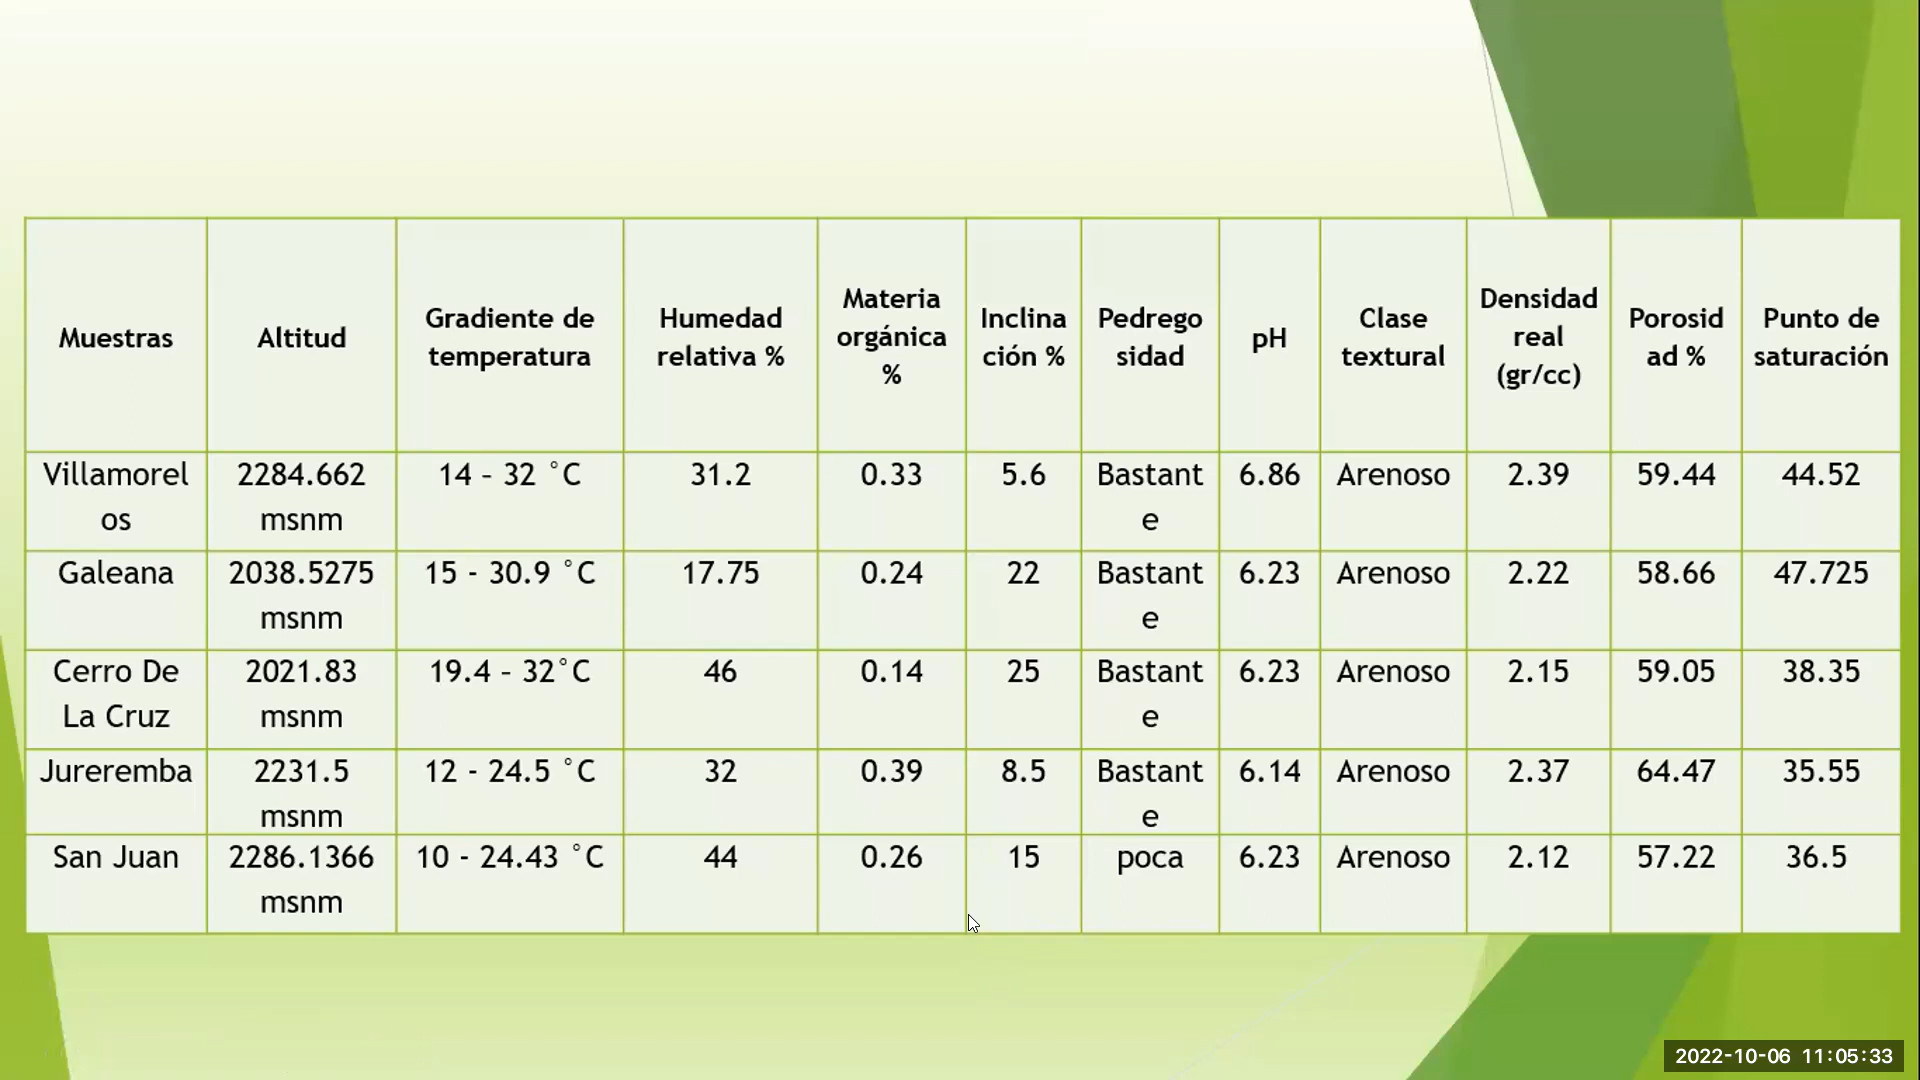 Muestras
Altitud
Gradiente de
temperatura
Humedad
relativa %
Materia
orgánica
%
Inclina
ción %
Pedrego
sidad
pH
Clase
textural
Densidad
real
(gr/cc)
Porosid
ad %
Punto de
saturación
Villamorel
os
2284.662
msnm
14 – 32 °C
31.2
0.33
5.6
Bastant
e
6.86
Arenoso
2.39
59.44
44.52
Galeana
2038.5275
msnm
15 - 30.9 °C
17.75
0.24
22
Bastant
e
6.23
Arenoso
2.22
58.66
47.725
Cerro De
La Cruz
2021.83
msnm
19.4 – 32°C
46
0.14
25
Bastant
e
6.23
Arenoso
2.15
59.05
38.35
Jureremba
2231.5
msnm
12 - 24.5 °C
32
0.39
8.5
Bastant
e
6.14
Arenoso
2.37
64.47
35.55
San Juan
2286.1366
msnm
10 - 24.43 °C
44
0.26
15
poca
6.23
Arenoso
2.12
57.22
36.5
2022-10-06 11:05:33